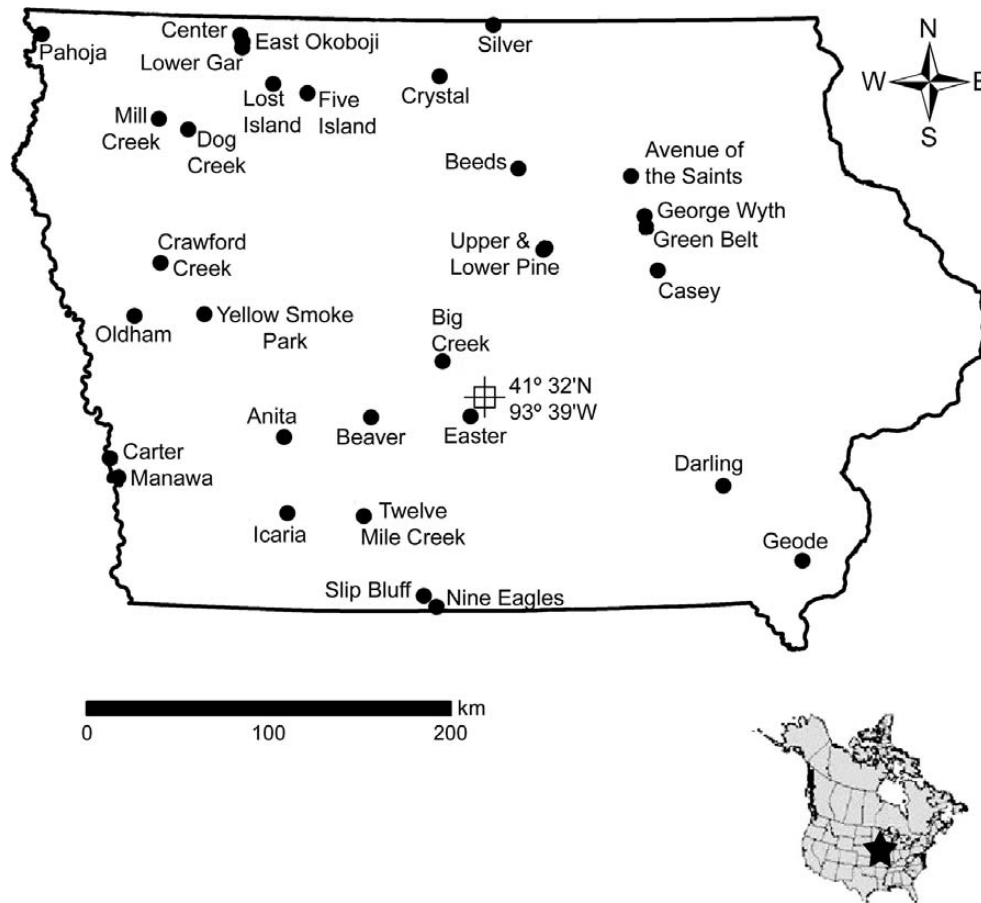 Pahoja
Center
East Okoboji
Lower Gar
Silver
N
W
E
S
Lost
Island
Five
Island
Crystal
Mill
Creek
Dog
Creek
Beeds
Avenue of
the Saints
George Wyth
Green Belt
Upper &
Lower Pine
Casey
Crawford
Creek
Oldham
Yellow Smoke
Park
Big
Creek
41º 32'N
93º 39'W
Anita
Beaver
Easter
Carter
Manawa
Darling
Icaria
Twelve
Mile Creek
Geode
Slip Bluff
Nine Eagles
km
0
100
200